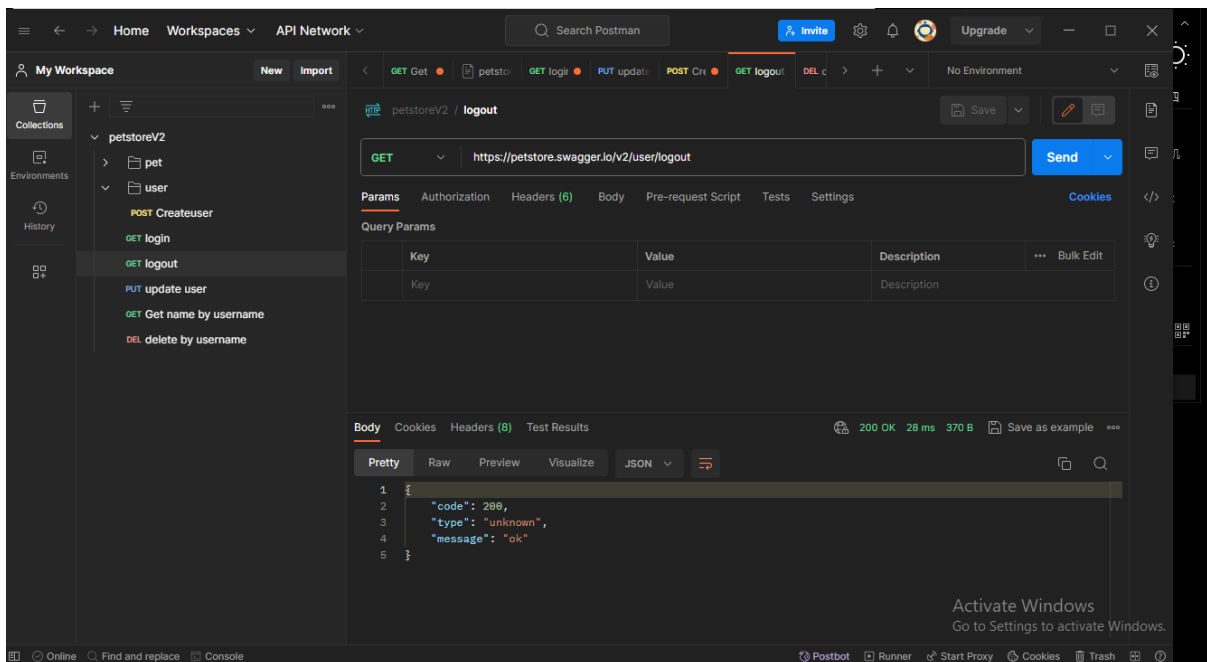 Home Workspaces API Network Search Postman Invite Upgrade
My Workspace New Import GET Get petstor GET logir PUT update POST Cre GET logout DEL c No Environment
Collections
Environments
History
petstoreV2
pet
user
POST Createuser
GET login
GET logout
PUT update user
GET Get name by username
DEL delete by username
HTTP petstoreV2 / logout Save
GET https://petstore.swagger.io/v2/user/logout Send
Params Authorization Headers (6) Body Pre-request Script Tests Settings Cookies
Query Params
Key Value Description Bulk Edit
Key Value Description
Body Cookies Headers (8) Test Results 200 OK 28 ms 370 B Save as example
Pretty Raw Preview Visualize JSON
1 {
2 "code": 200,
3 "type": "unknown",
4 "message": "ok"
5 }
Activate Windows
Go to Settings to activate Windows.
Online Find and replace Console Postbot Runner Start Proxy Cookies Trash